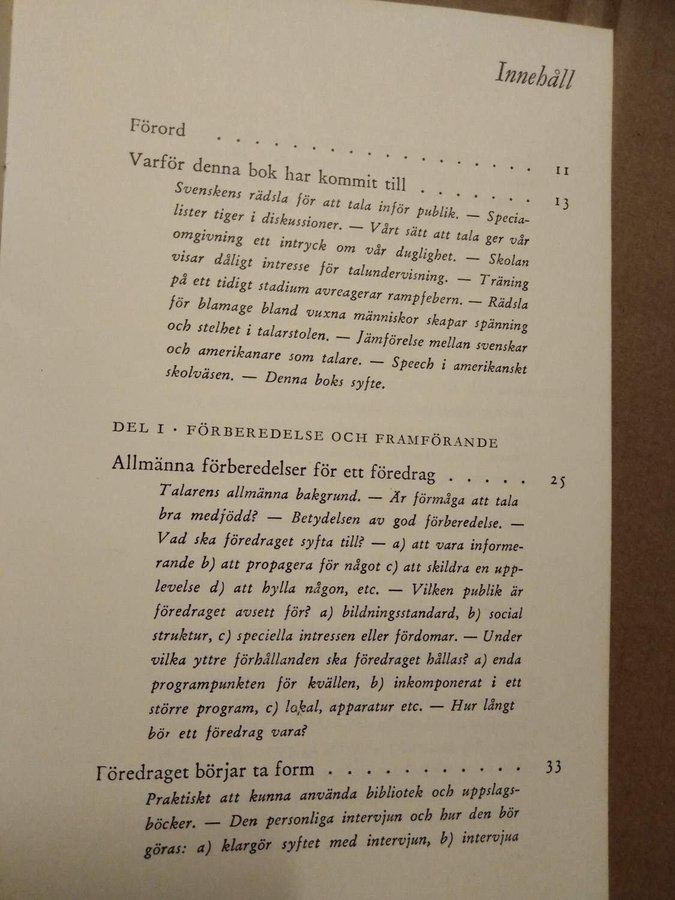 Innehåll
Förord . . . . . . . . . . . . . . . . . 11
Varför denna bok har kommit till . . . . . . . 13
Svenskens rädsla för att tala inför publik. — Specia-
lister tiger i diskussioner. — Vårt sätt att tala ger vår
omgivning ett intryck om vår duglighet. — Skolan
visar dåligt intresse för talundervisning. — Träning
på ett tidigt stadium avreagerar rampfebern. — Rädsla
för blamage bland vuxna människor skapar spänning
och stelhet i talarstolen. — Jämförelse mellan svenskar
och amerikanare som talare. — Speech i amerikanskt
skolväsen. — Denna boks syfte.
DEL I · FÖRBEREDELSE OCH FRAMFÖRANDE
Allmänna förberedelser för ett föredrag . . . . . 25
Talarens allmänna bakgrund. — Är förmåga att tala
bra medfödd? — Betydelsen av god förberedelse. —
Vad ska föredraget syfta till? — a) att vara informe-
rande b) att propagera för något c) att skildra en upp-
levelse d) att hylla någon, etc. — Vilken publik är
föredraget avsett för? a) bildningsstandard, b) social
struktur, c) speciella intressen eller fördomar. — Under
vilka yttre förhållanden ska föredraget hållas? a) enda
programpunkten för kvällen, b) inkomponerat i ett
större program, c) lokal, apparatur etc. — Hur långt
bör ett föredrag vara?
Föredraget börjar ta form . . . . . . . . . . . 33
Praktiskt att kunna använda bibliotek och uppslags-
böcker. — Den personliga intervjun och hur den bör
göras: a) klargör syftet med intervjun, b) intervjua